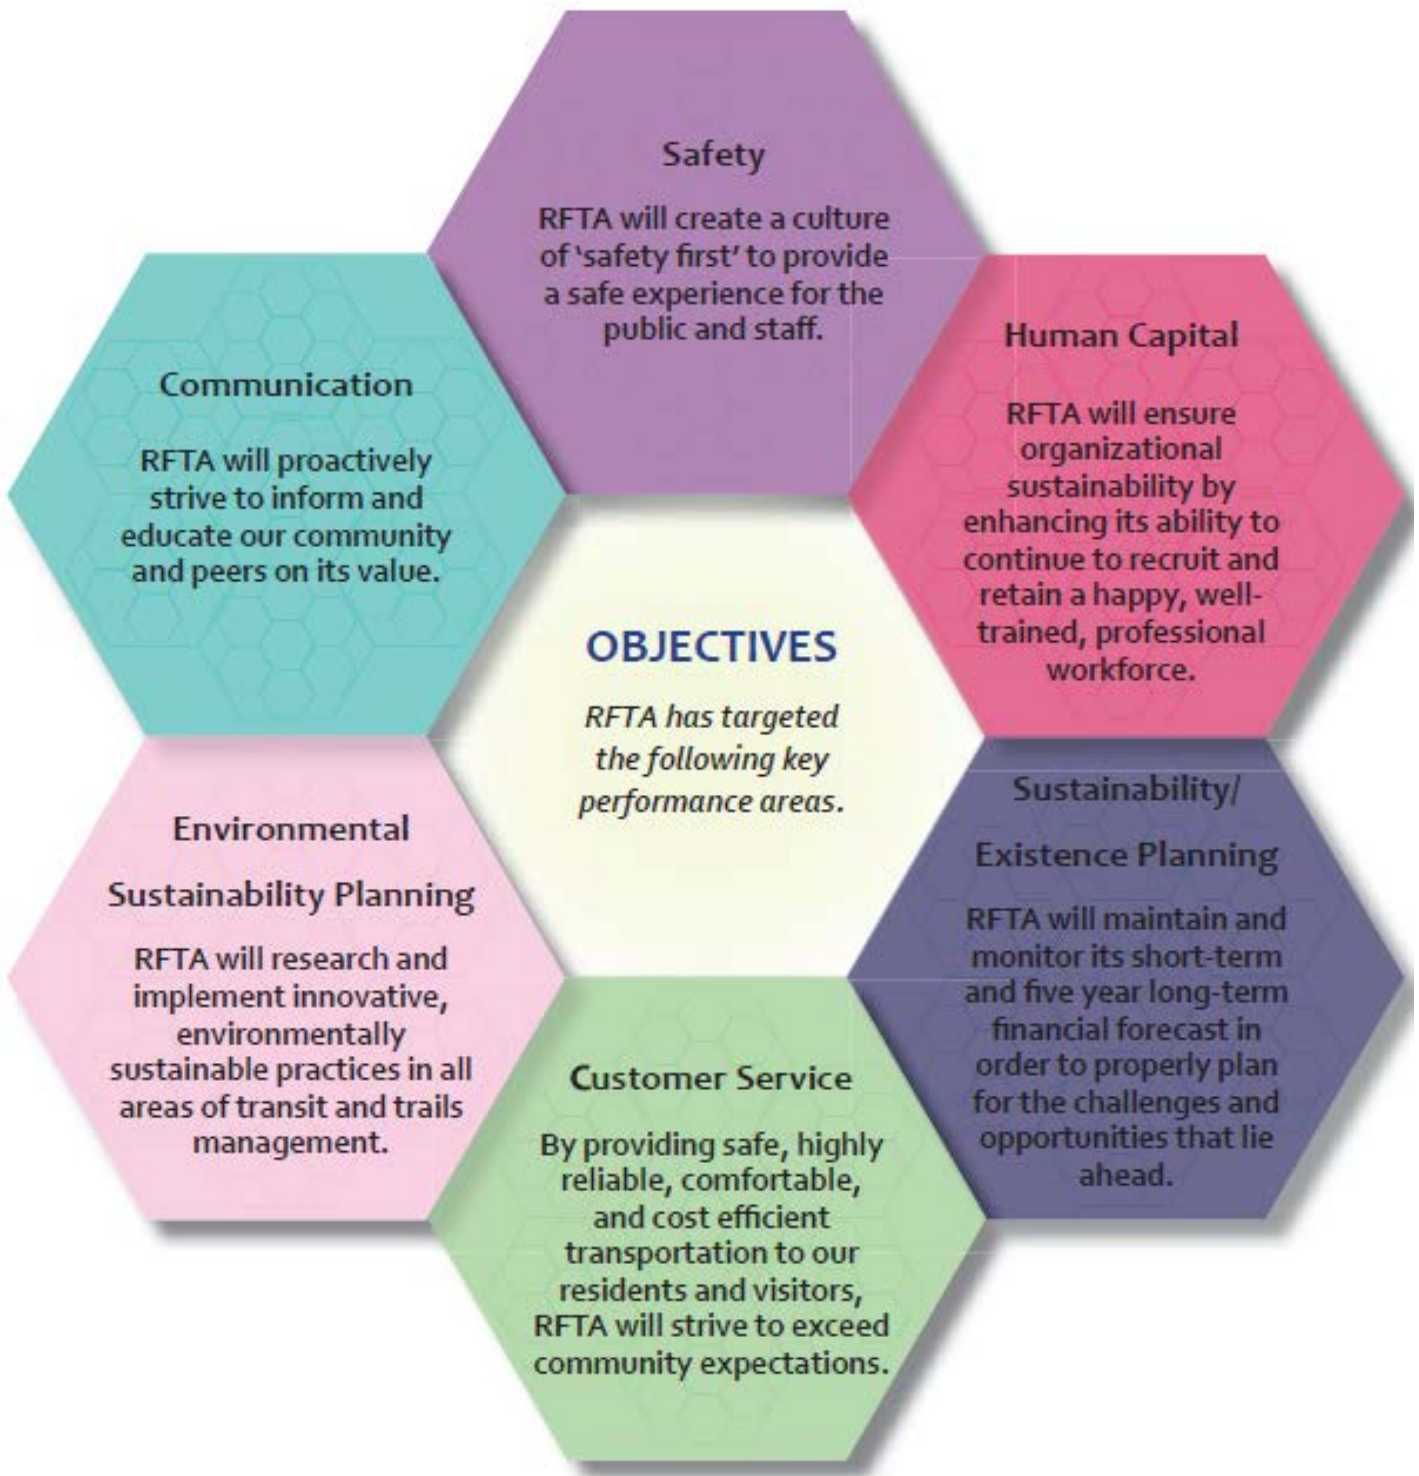 Safety
RFTA will create a culture
of ‘safety first’ to provide
a safe experience for the
public and staff.
Human Capital
RFTA will ensure
organizational
sustainability by
enhancing its ability to
continue to recruit and
retain a happy, well-
trained, professional
workforce.
Communication
RFTA will proactively
strive to inform and
educate our community
and peers on its value.
OBJECTIVES
RFTA has targeted
the following key
performance areas.
Sustainability/
Existence Planning
RFTA will maintain and
monitor its short-term
and five year long-term
financial forecast in
order to properly plan
for the challenges and
opportunities that lie
ahead.
Environmental
Sustainability Planning
RFTA will research and
implement innovative,
environmentally
sustainable practices in all
areas of transit and trails
management.
Customer Service
By providing safe, highly
reliable, comfortable,
and cost efficient
transportation to our
residents and visitors,
RFTA will strive to exceed
community expectations.